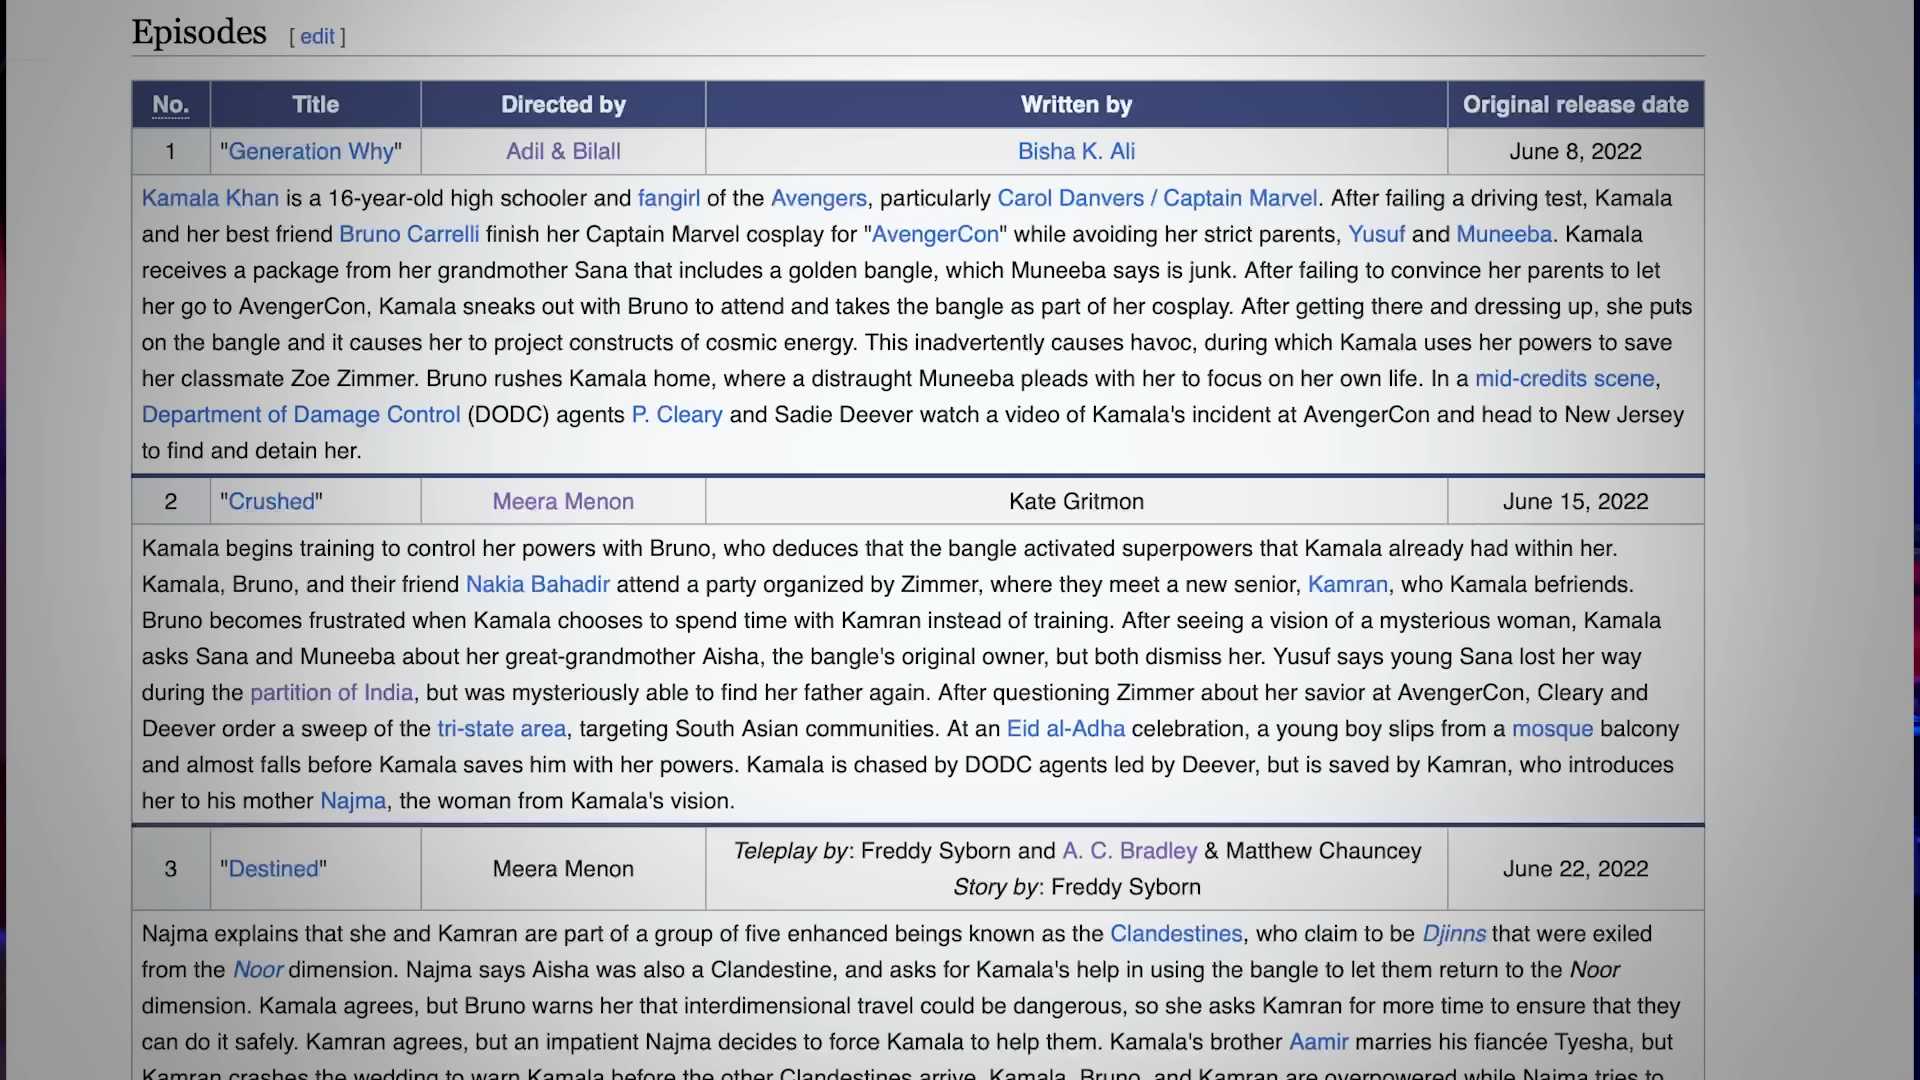 Episodes [ edit ]
No. Title Directed by Written by Original release date
1 "Generation Why" Adil & Bilall Bisha K. Ali June 8, 2022
Kamala Khan is a 16-year-old high schooler and fangirl of the Avengers, particularly Carol Danvers / Captain Marvel. After failing a driving test, Kamala
and her best friend Bruno Carrelli finish her Captain Marvel cosplay for "AvengerCon" while avoiding her strict parents, Yusuf and Muneeba. Kamala
receives a package from her grandmother Sana that includes a golden bangle, which Muneeba says is junk. After failing to convince her parents to let
her go to AvengerCon, Kamala sneaks out with Bruno to attend and takes the bangle as part of her cosplay. After getting there and dressing up, she puts
on the bangle and it causes her to project constructs of cosmic energy. This inadvertently causes havoc, during which Kamala uses her powers to save
her classmate Zoe Zimmer. Bruno rushes Kamala home, where a distraught Muneeba pleads with her to focus on her own life. In a mid-credits scene,
Department of Damage Control (DODC) agents P. Cleary and Sadie Deever watch a video of Kamala's incident at AvengerCon and head to New Jersey
to find and detain her.
2 "Crushed" Meera Menon Kate Gritmon June 15, 2022
Kamala begins training to control her powers with Bruno, who deduces that the bangle activated superpowers that Kamala already had within her.
Kamala, Bruno, and their friend Nakia Bahadir attend a party organized by Zimmer, where they meet a new senior, Kamran, who Kamala befriends.
Bruno becomes frustrated when Kamala chooses to spend time with Kamran instead of training. After seeing a vision of a mysterious woman, Kamala
asks Sana and Muneeba about her great-grandmother Aisha, the bangle's original owner, but both dismiss her. Yusuf says young Sana lost her way
during the partition of India, but was mysteriously able to find her father again. After questioning Zimmer about her savior at AvengerCon, Cleary and
Deever order a sweep of the tri-state area, targeting South Asian communities. At an Eid al-Adha celebration, a young boy slips from a mosque balcony
and almost falls before Kamala saves him with her powers. Kamala is chased by DODC agents led by Deever, but is saved by Kamran, who introduces
her to his mother Najma, the woman from Kamala's vision.
3 "Destined" Meera Menon Teleplay by: Freddy Syborn and A. C. Bradley & Matthew Chauncey
Story by: Freddy Syborn June 22, 2022
Najma explains that she and Kamran are part of a group of five enhanced beings known as the Clandestines, who claim to be Djinns that were exiled
from the Noor dimension. Najma says Aisha was also a Clandestine, and asks for Kamala's help in using the bangle to let them return to the Noor
dimension. Kamala agrees, but Bruno warns her that interdimensional travel could be dangerous, so she asks Kamran for more time to ensure that they
can do it safely. Kamran agrees, but an impatient Najma decides to force Kamala to help them. Kamala's brother Aamir marries his fiancée Tyesha, but
Kamran crashes the wedding to warn Kamala before the other Clandestines arrive. Kamala, Bruno, and Kamran are overpowered while Najma tries to